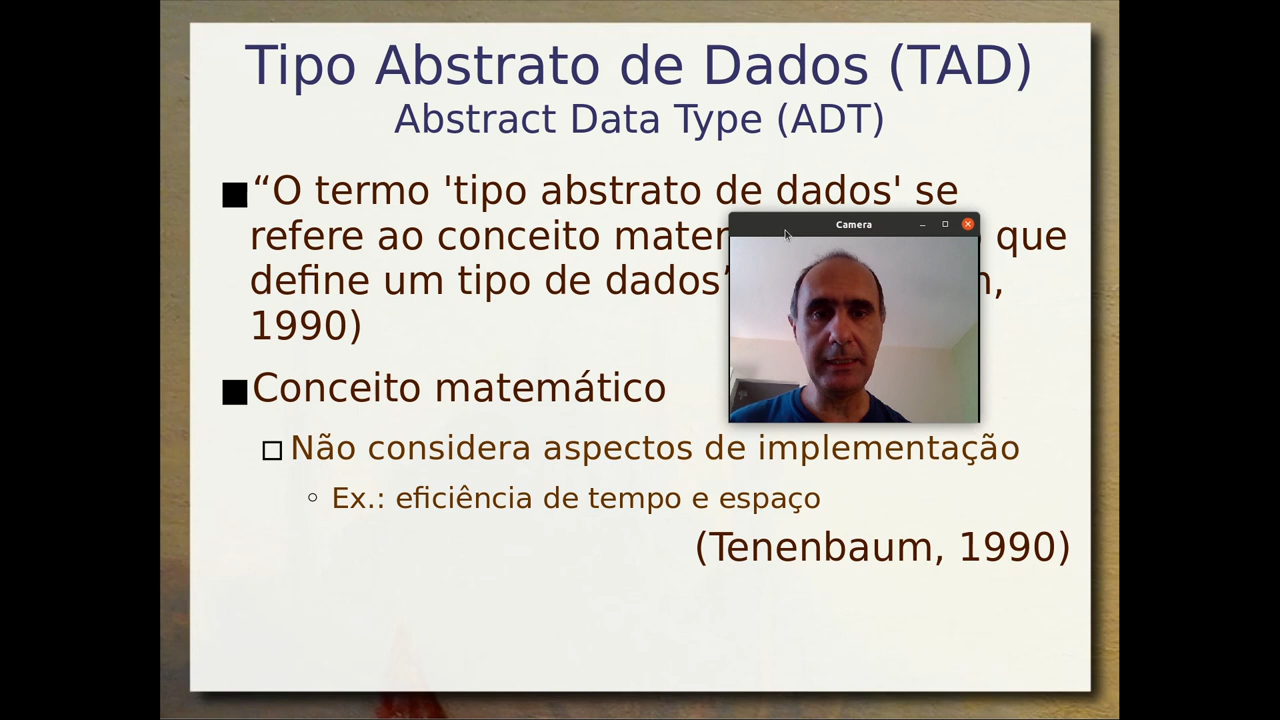 Tipo Abstrato de Dados (TAD)
Abstract Data Type (ADT)
“O termo 'tipo abstrato de dados' se
refere ao conceito que
define um tipo de dados”
1990)
Camera
Conceito matemático
Não considera aspectos de implementação
Ex.: eficiência de tempo e espaço
(Tenenbaum, 1990)